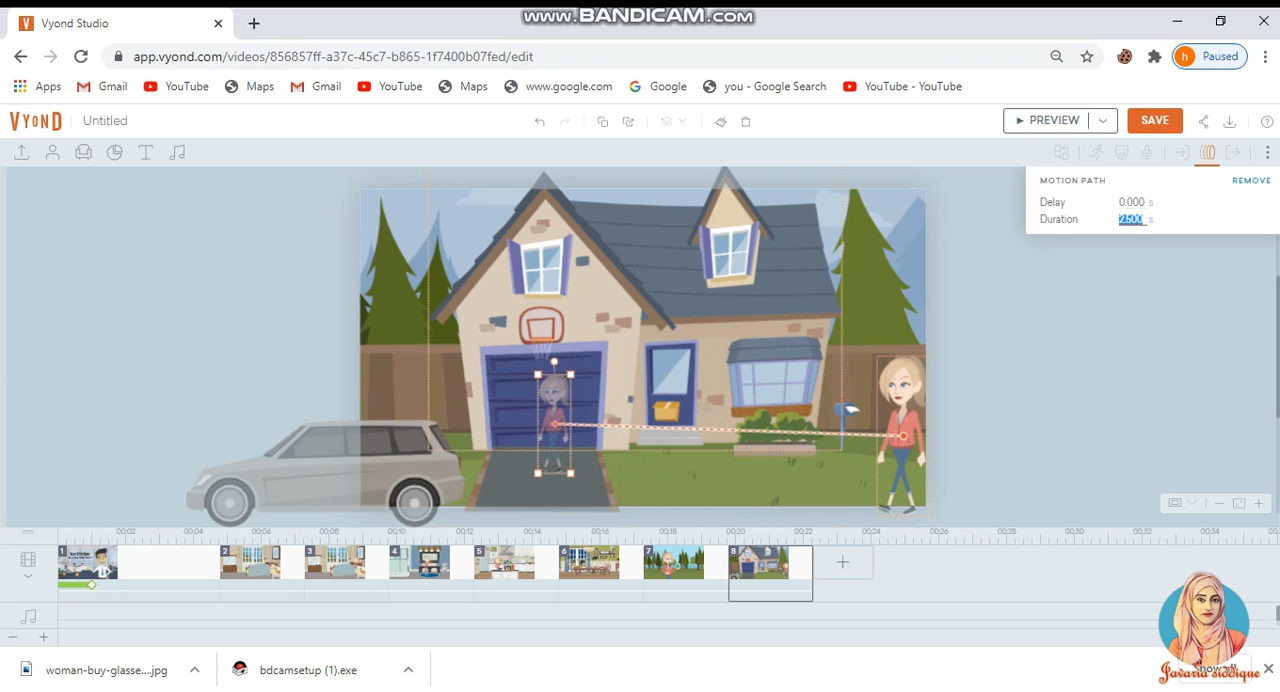 www.BANDICAM.com
Vyond Studio
app.vyond.com/videos/856857ff-a37c-45c7-b865-1f7400b07fed/edit
h Paused
Apps Gmail YouTube Maps Gmail YouTube Maps www.google.com Google you - Google Search YouTube - YouTube
VYOND Untitled PREVIEW SAVE
MOTION PATH REMOVE
Delay 0.000 s
Duration 2.500 s
00:02 00:04 00:06 00:08 00:10 00:12 00:14 00:16 00:18 00:20 00:22 00:24 00:26 00:28 00:30 00:32 00:34
1 2 3 4 5 6 7 8
woman-buy-glasse....jpg bdcamsetup (1).exe Show all
Javaria siddique